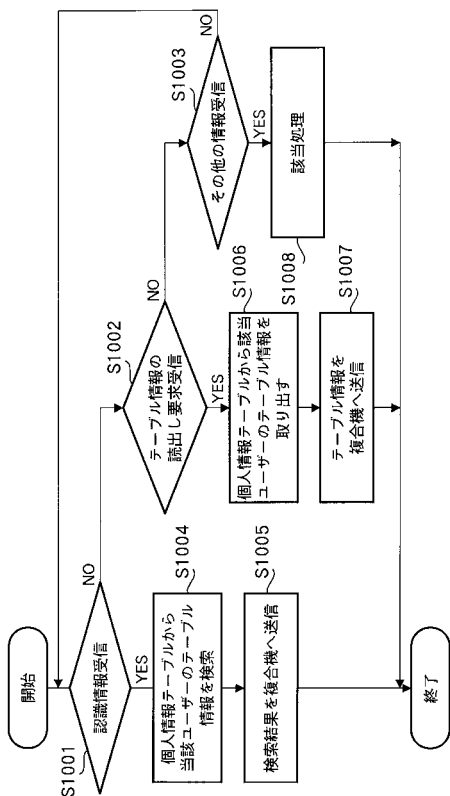 開始
S1001
認識情報受信
NO
YES
S1004
個人情報テーブルから
当該ユーザーのテーブル
情報を検索
S1005
検索結果を複合機へ送信
S1002
テーブル情報の
読出し要求受信
NO
YES
S1006
個人情報テーブルから該当
ユーザーのテーブル情報を
取り出す
S1007
テーブル情報を
複合機へ送信
S1003
その他の情報受信
NO
YES
S1008
該当処理
終了